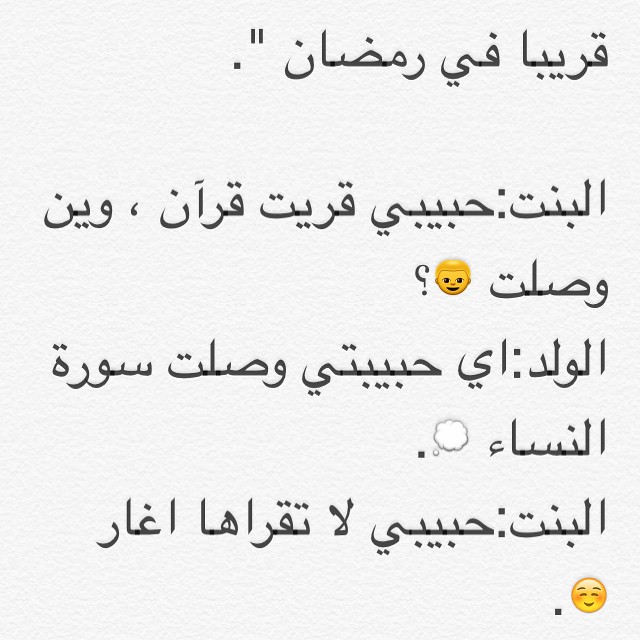 قريبا في رمضان ".
البنت:حبيبي قريت قرآن ، وين
وصلت 👦؟
الولد:اي حبيبتي وصلت سورة
النساء 💭.
البنت:حبيبي لا تقراها اغار
☺️.